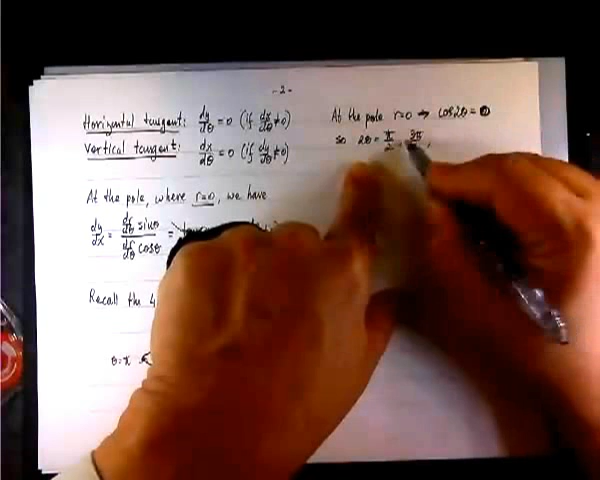 - 2 -
Horizontal tangent: dy/dθ = 0 (if dx/dθ ≠ 0)
Vertical tangent: dx/dθ = 0 (if dy/dθ ≠ 0)
At the pole, where r=0, we have
dy/dx = (dr/dθ sinθ)/(dr/dθ cosθ) =
Recall the 4
θ = π
At the pole r=0 → cos2θ = 0
so 2θ = π/2, 3π